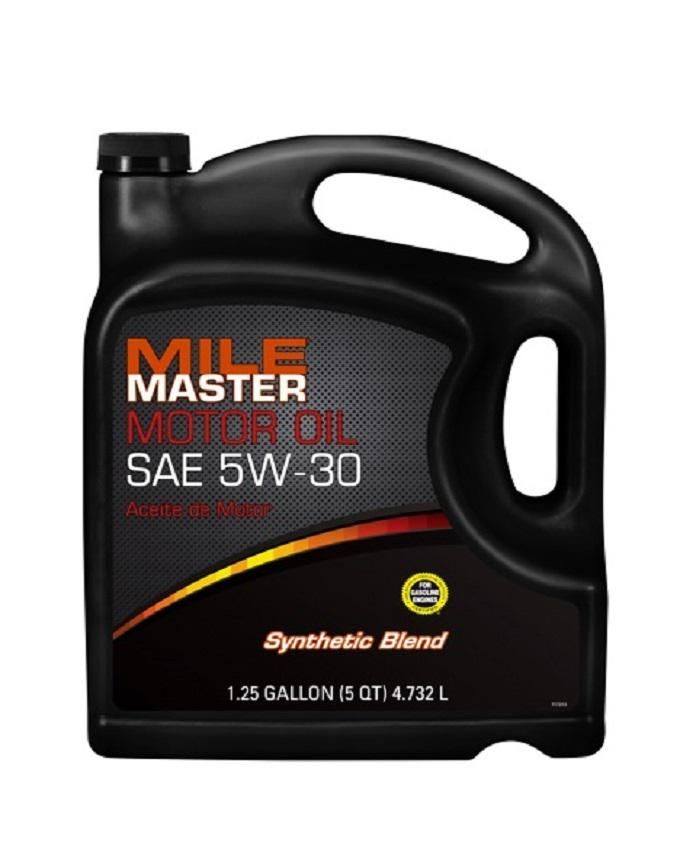 MILE
MASTER
MOTOR OIL
SAE 5W-30
Aceite de Motor
FOR
GASOLINE
ENGINES
Synthetic Blend
1.25 GALLON (5 QT) 4.732 L